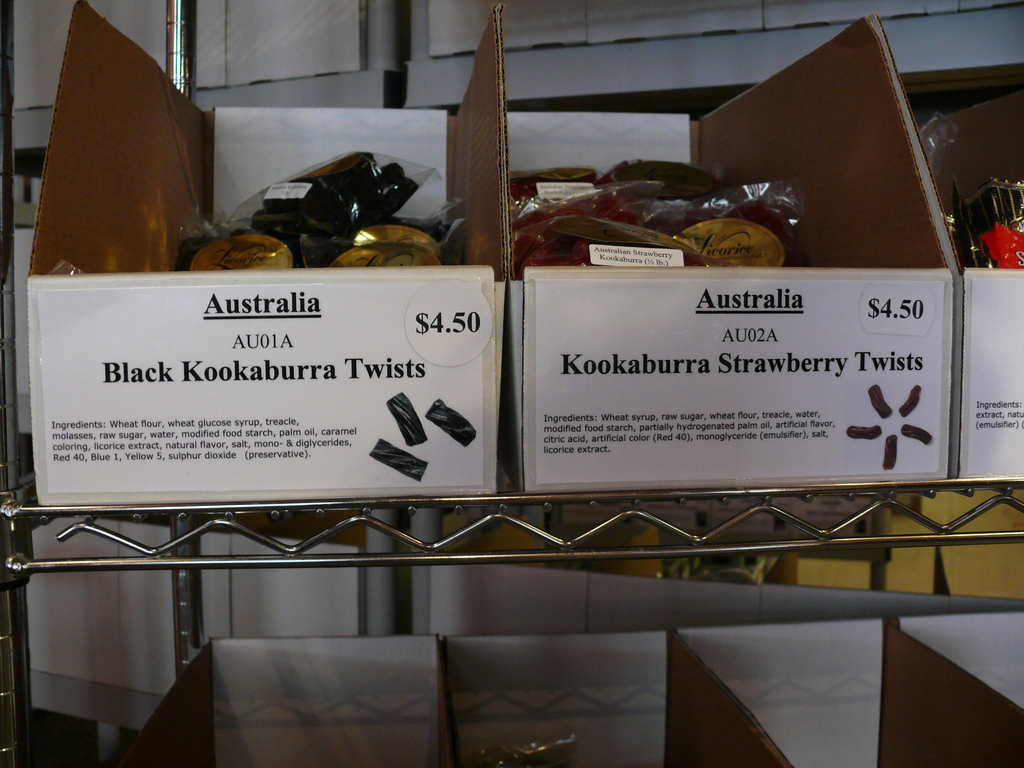 Licorice
Australian Strawberry
Kookaburra (½ lb.)
Licorice
Australia
AU01A
$4.50
Black Kookaburra Twists
Ingredients: Wheat flour, wheat glucose syrup, treacle,
molasses, raw sugar, water, modified food starch, palm oil, caramel
coloring, licorice extract, natural flavor, salt, mono- & diglycerides,
Red 40, Blue 1, Yellow 5, sulphur dioxide (preservative).
Australia
AU02A
$4.50
Kookaburra Strawberry Twists
Ingredients: Wheat syrup, raw sugar, wheat flour, treacle, water,
modified food starch, partially hydrogenated palm oil, artificial flavor,
citric acid, artificial color (Red 40), monoglyceride (emulsifier), salt,
licorice extract.
Ingredients:
extract, natu
(emulsifier) (